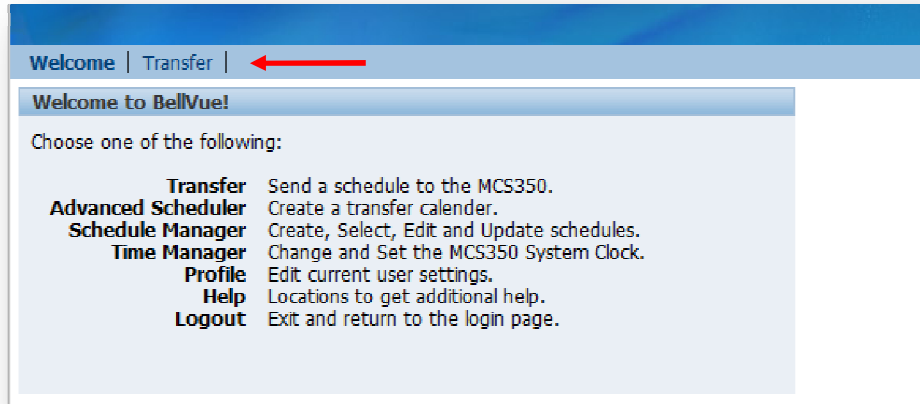 Welcome | Transfer |
Welcome to BellVue!
Choose one of the following:
Transfer Send a schedule to the MCS350.
Advanced Scheduler Create a transfer calender.
Schedule Manager Create, Select, Edit and Update schedules.
Time Manager Change and Set the MCS350 System Clock.
Profile Edit current user settings.
Help Locations to get additional help.
Logout Exit and return to the login page.